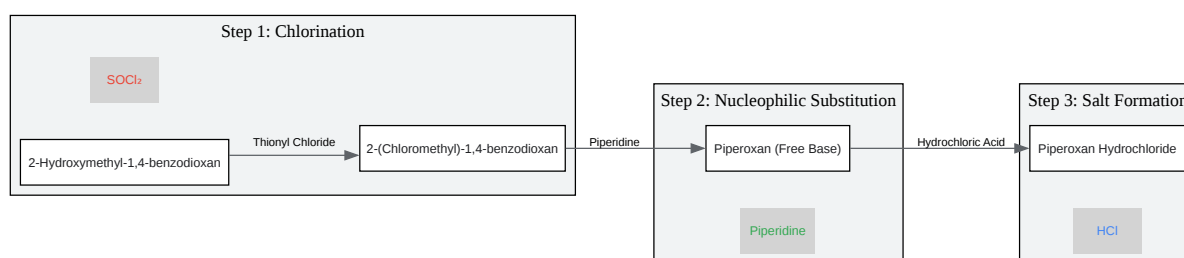 Step 1: Chlorination
SOCl₂
2-Hydroxymethyl-1,4-benzodioxan
Thionyl Chloride
2-(Chloromethyl)-1,4-benzodioxan
Piperidine
Step 2: Nucleophilic Substitution
Piperoxan (Free Base)
Piperidine
Hydrochloric Acid
Step 3: Salt Formation
Piperoxan Hydrochloride
HCl